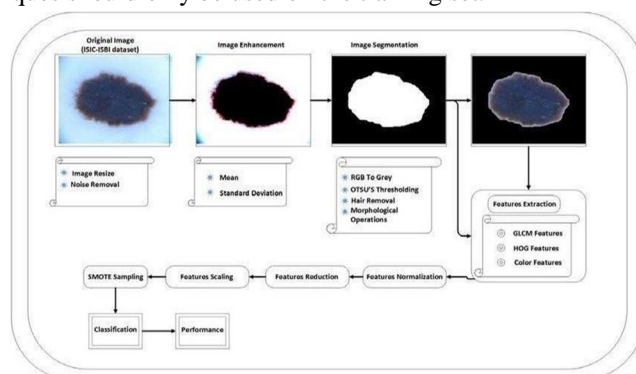 Original Image
(ISIC-ISBI dataset)
Image Enhancement
Image Segmentation
Image Resize
Noise Removal
Mean
Standard Deviation
RGB To Grey
OTSU'S Thresholding
Hair Removal
Morphological
Operations
Features Extraction
GLCM Features
HOG Features
Color Features
SMOTE Sampling
Features Scaling
Features Reduction
Features Normalization
Classification
Performance